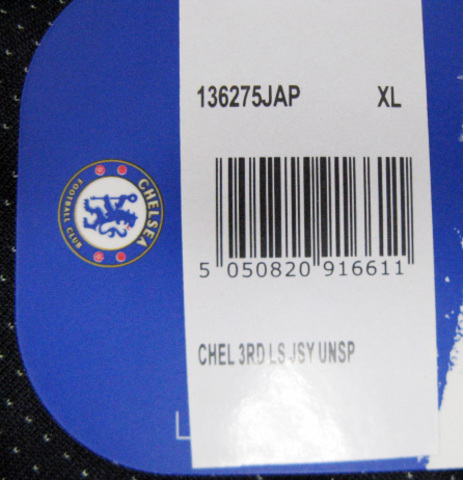 136275JAP XL
CHELSEA
FOOTBALL CLUB
5 050820 916611
CHEL 3RD LS JSY UNSP